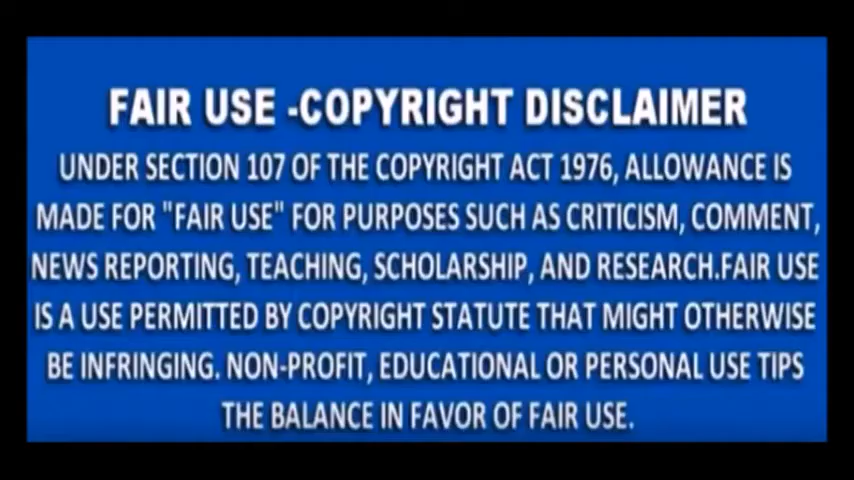 FAIR USE -COPYRIGHT DISCLAIMER
UNDER SECTION 107 OF THE COPYRIGHT ACT 1976, ALLOWANCE IS
MADE FOR "FAIR USE" FOR PURPOSES SUCH AS CRITICISM, COMMENT,
NEWS REPORTING, TEACHING, SCHOLARSHIP, AND RESEARCH.FAIR USE
IS A USE PERMITTED BY COPYRIGHT STATUTE THAT MIGHT OTHERWISE
BE INFRINGING. NON-PROFIT, EDUCATIONAL OR PERSONAL USE TIPS
THE BALANCE IN FAVOR OF FAIR USE.